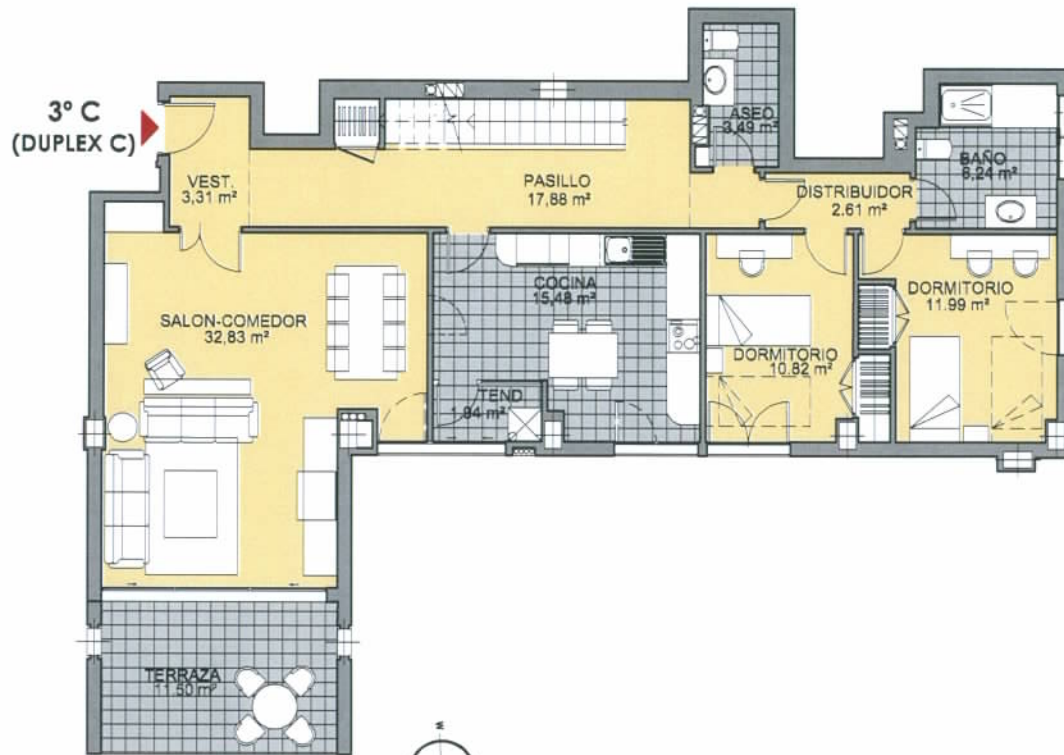 3º C
(DUPLEX C)
VEST.
3,31 m²
PASILLO
17,88 m²
ASEO
3,49 m²
DISTRIBUIDOR
2.61 m²
BAÑO
6,24 m²
SALON-COMEDOR
32,83 m²
COCINA
15,48 m²
DORMITORIO
10,82 m²
DORMITORIO
11.99 m²
TEND.
1.94 m²
TERRAZA
11.50 m²